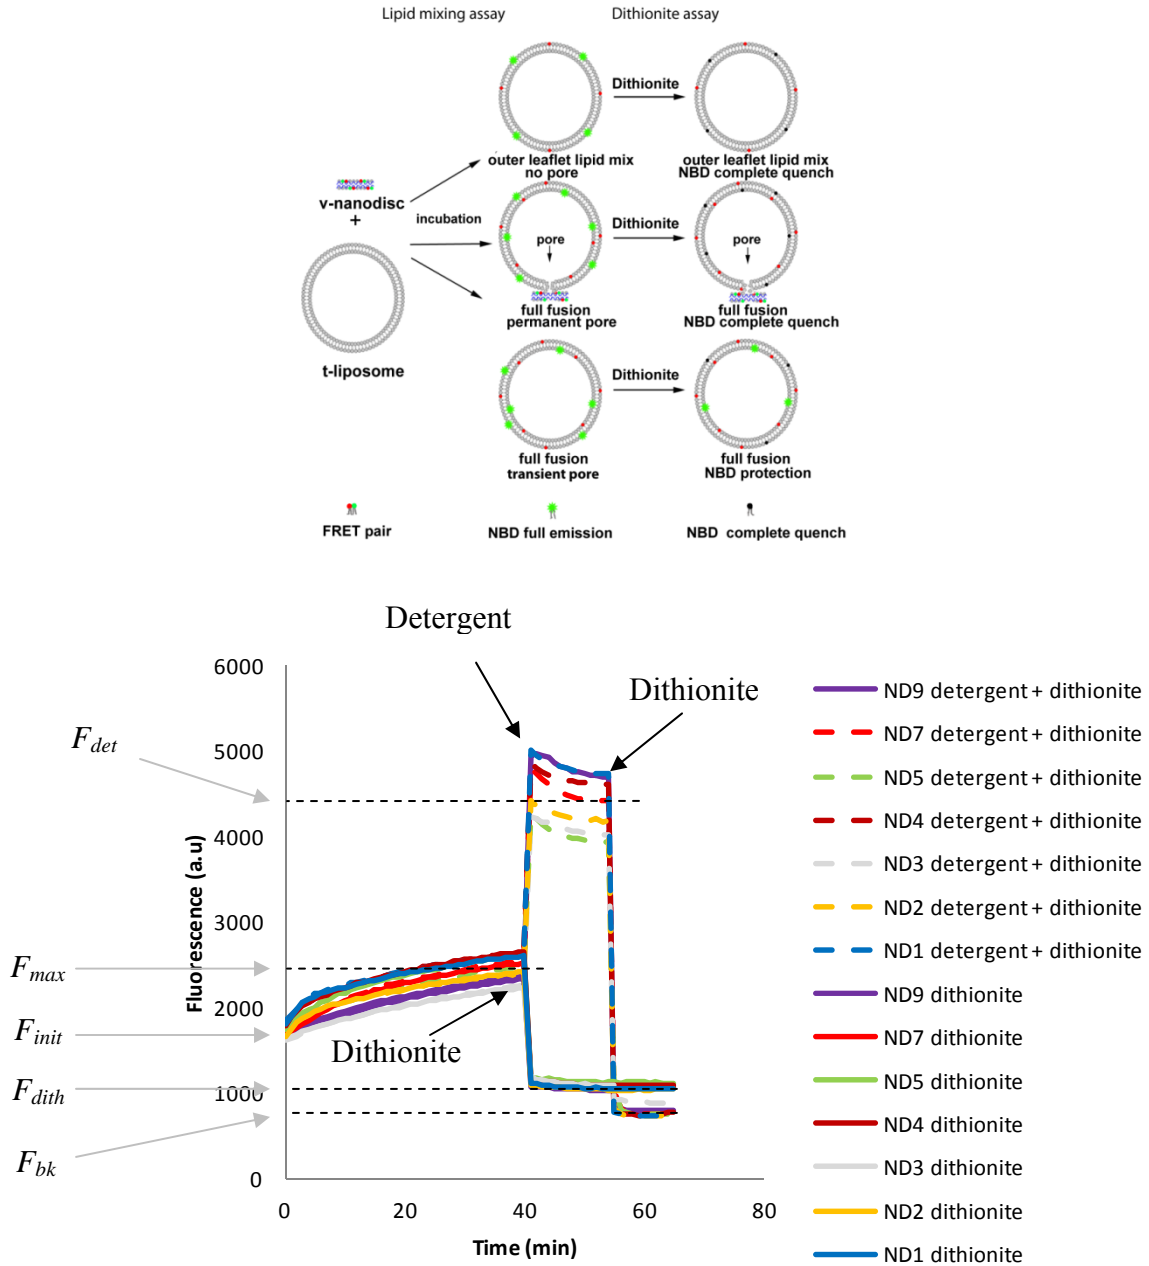 Lipid mixing assay
Dithionite assay
Dithionite
outer leaflet lipid mix
no pore
outer leaflet lipid mix
NBD complete quench
v-nanodisc
+
incubation
t-liposome
pore
Dithionite
pore
full fusion
permanent pore
full fusion
NBD complete quench
Dithionite
full fusion
transient pore
full fusion
NBD protection
FRET pair
NBD full emission
NBD complete quench
Detergent
Dithionite
Dithionite
Fdet
Fmax
Finit
Fdith
Fbk
Fluorescence (a.u)
6000
5000
4000
3000
2000
1000
0
0
20
40
60
80
Time (min)
ND9 detergent + dithionite
ND7 detergent + dithionite
ND5 detergent + dithionite
ND4 detergent + dithionite
ND3 detergent + dithionite
ND2 detergent + dithionite
ND1 detergent + dithionite
ND9 dithionite
ND7 dithionite
ND5 dithionite
ND4 dithionite
ND3 dithionite
ND2 dithionite
ND1 dithionite